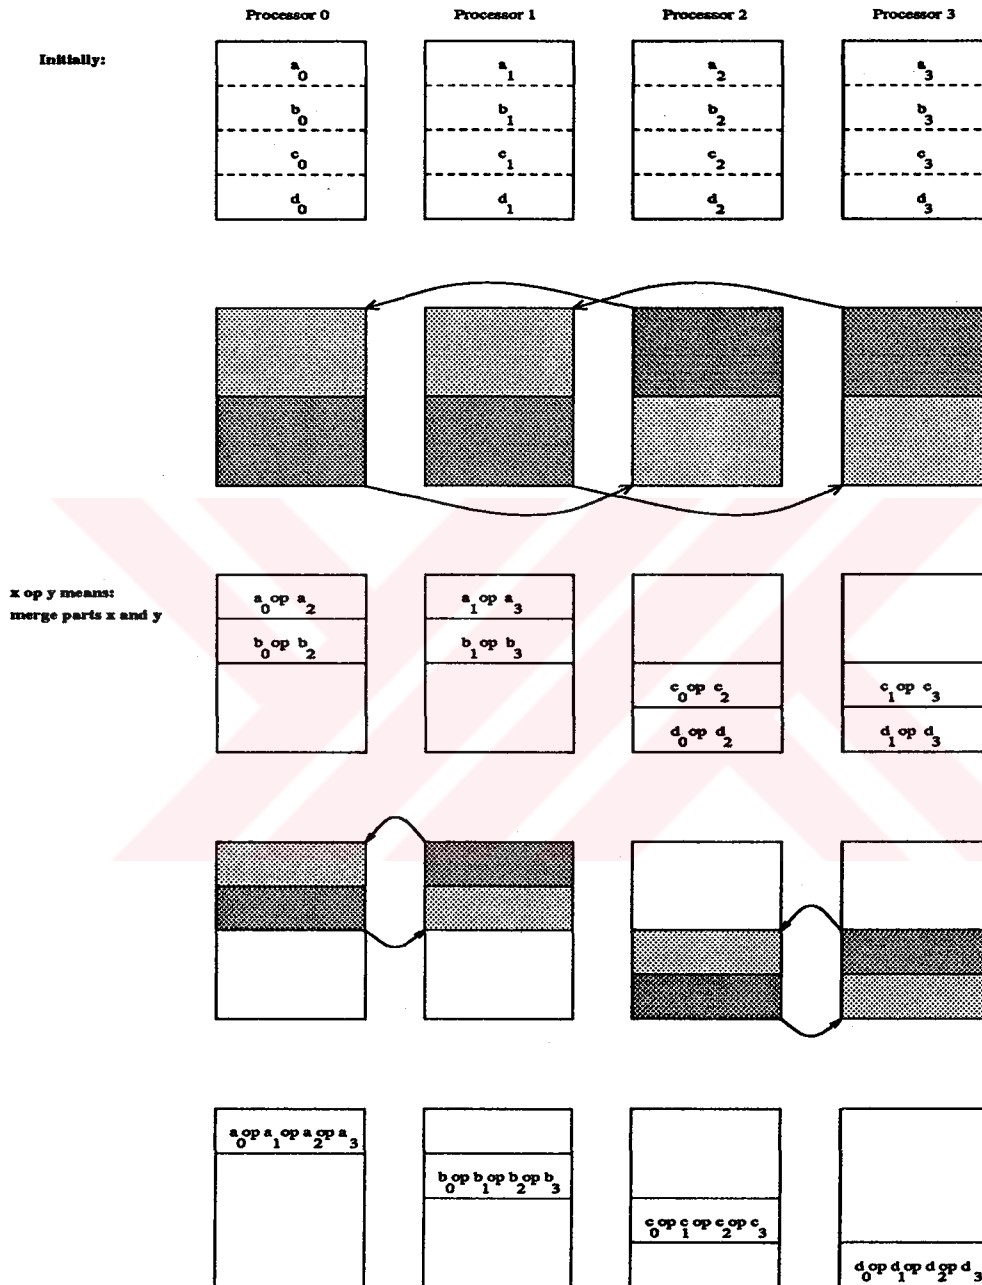 Processor 0 Processor 1 Processor 2 Processor 3
Initially:
a0 a1 a2 a3
b0 b1 b2 b3
c0 c1 c2 c3
d0 d1 d2 d3
x op y means:
merge parts x and y
a0 op a2 a1 op a3
b0 op b2 b1 op b3
c0 op c2 c1 op c3
d0 op d2 d1 op d3
a0 op a1 op a2 op a3
b0 op b1 op b2 op b3
c0 op c1 op c2 op c3
d0 op d1 op d2 op d3